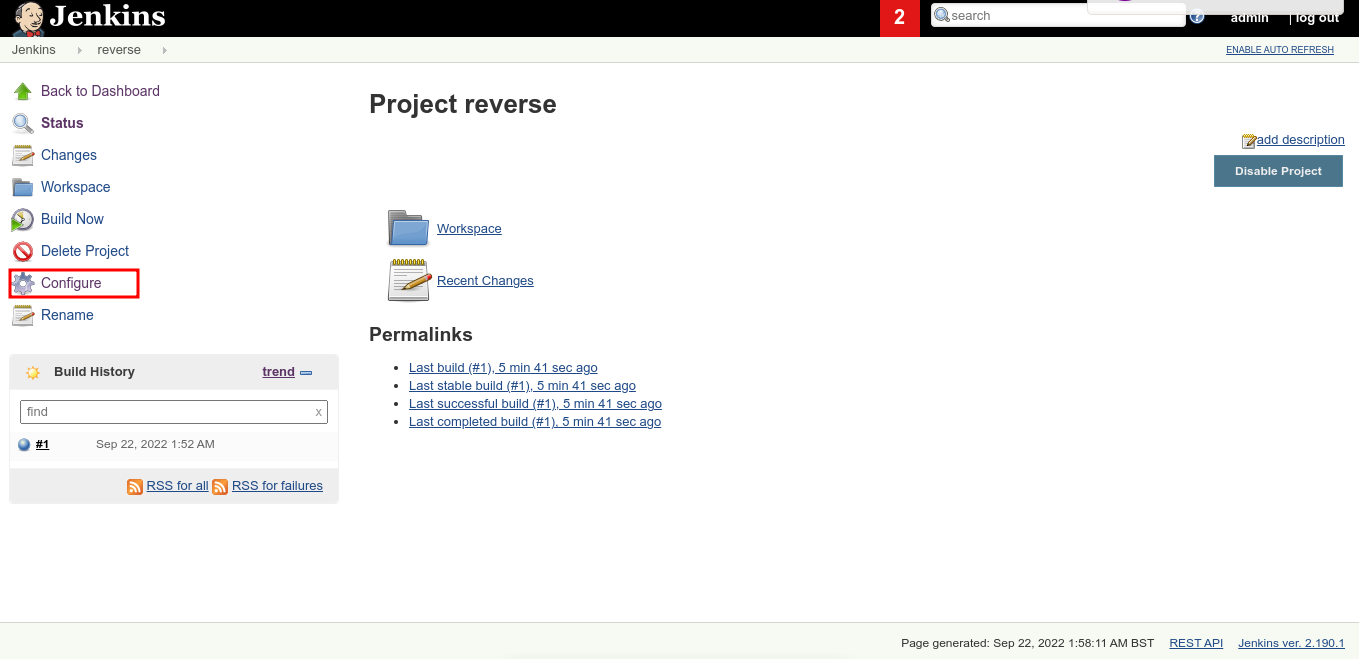 Jenkins
2
search
admin | log out
Jenkins
reverse
ENABLE AUTO REFRESH
Back to Dashboard
Status
Changes
Workspace
Build Now
Delete Project
Configure
Rename
Build History
trend
find
x
#1
Sep 22, 2022 1:52 AM
RSS for all
RSS for failures
Project reverse
add description
Disable Project
Workspace
Recent Changes
Permalinks
Last build (#1), 5 min 41 sec ago
Last stable build (#1), 5 min 41 sec ago
Last successful build (#1), 5 min 41 sec ago
Last completed build (#1), 5 min 41 sec ago
Page generated: Sep 22, 2022 1:58:11 AM BST
REST API
Jenkins ver. 2.190.1